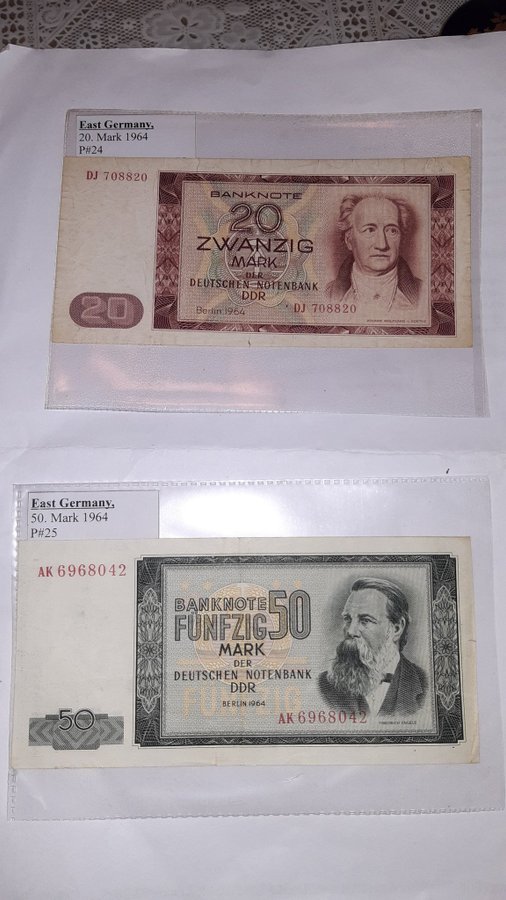 East Germany,
20. Mark 1964
P#24
DJ 708820
BANKNOTE
20
ZWANZIG
MARK
DER
DEUTSCHEN NOTENBANK
DDR
Berlin 1964
DJ 708820
20
East Germany,
50. Mark 1964
P#25
AK 6968042
BANKNOTE
FÜNFZIG 50
MARK
DER
DEUTSCHEN NOTENBANK
DDR
BERLIN 1964
AK 6968042
FRIEDRICH ENGELS
50